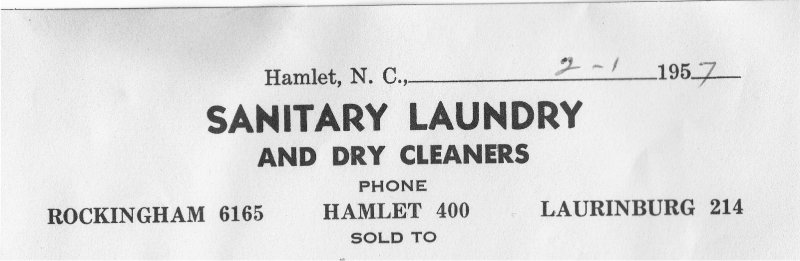 Hamlet, N. C., 2-1 1957
SANITARY LAUNDRY
AND DRY CLEANERS
PHONE
ROCKINGHAM 6165 HAMLET 400 LAURINBURG 214
SOLD TO